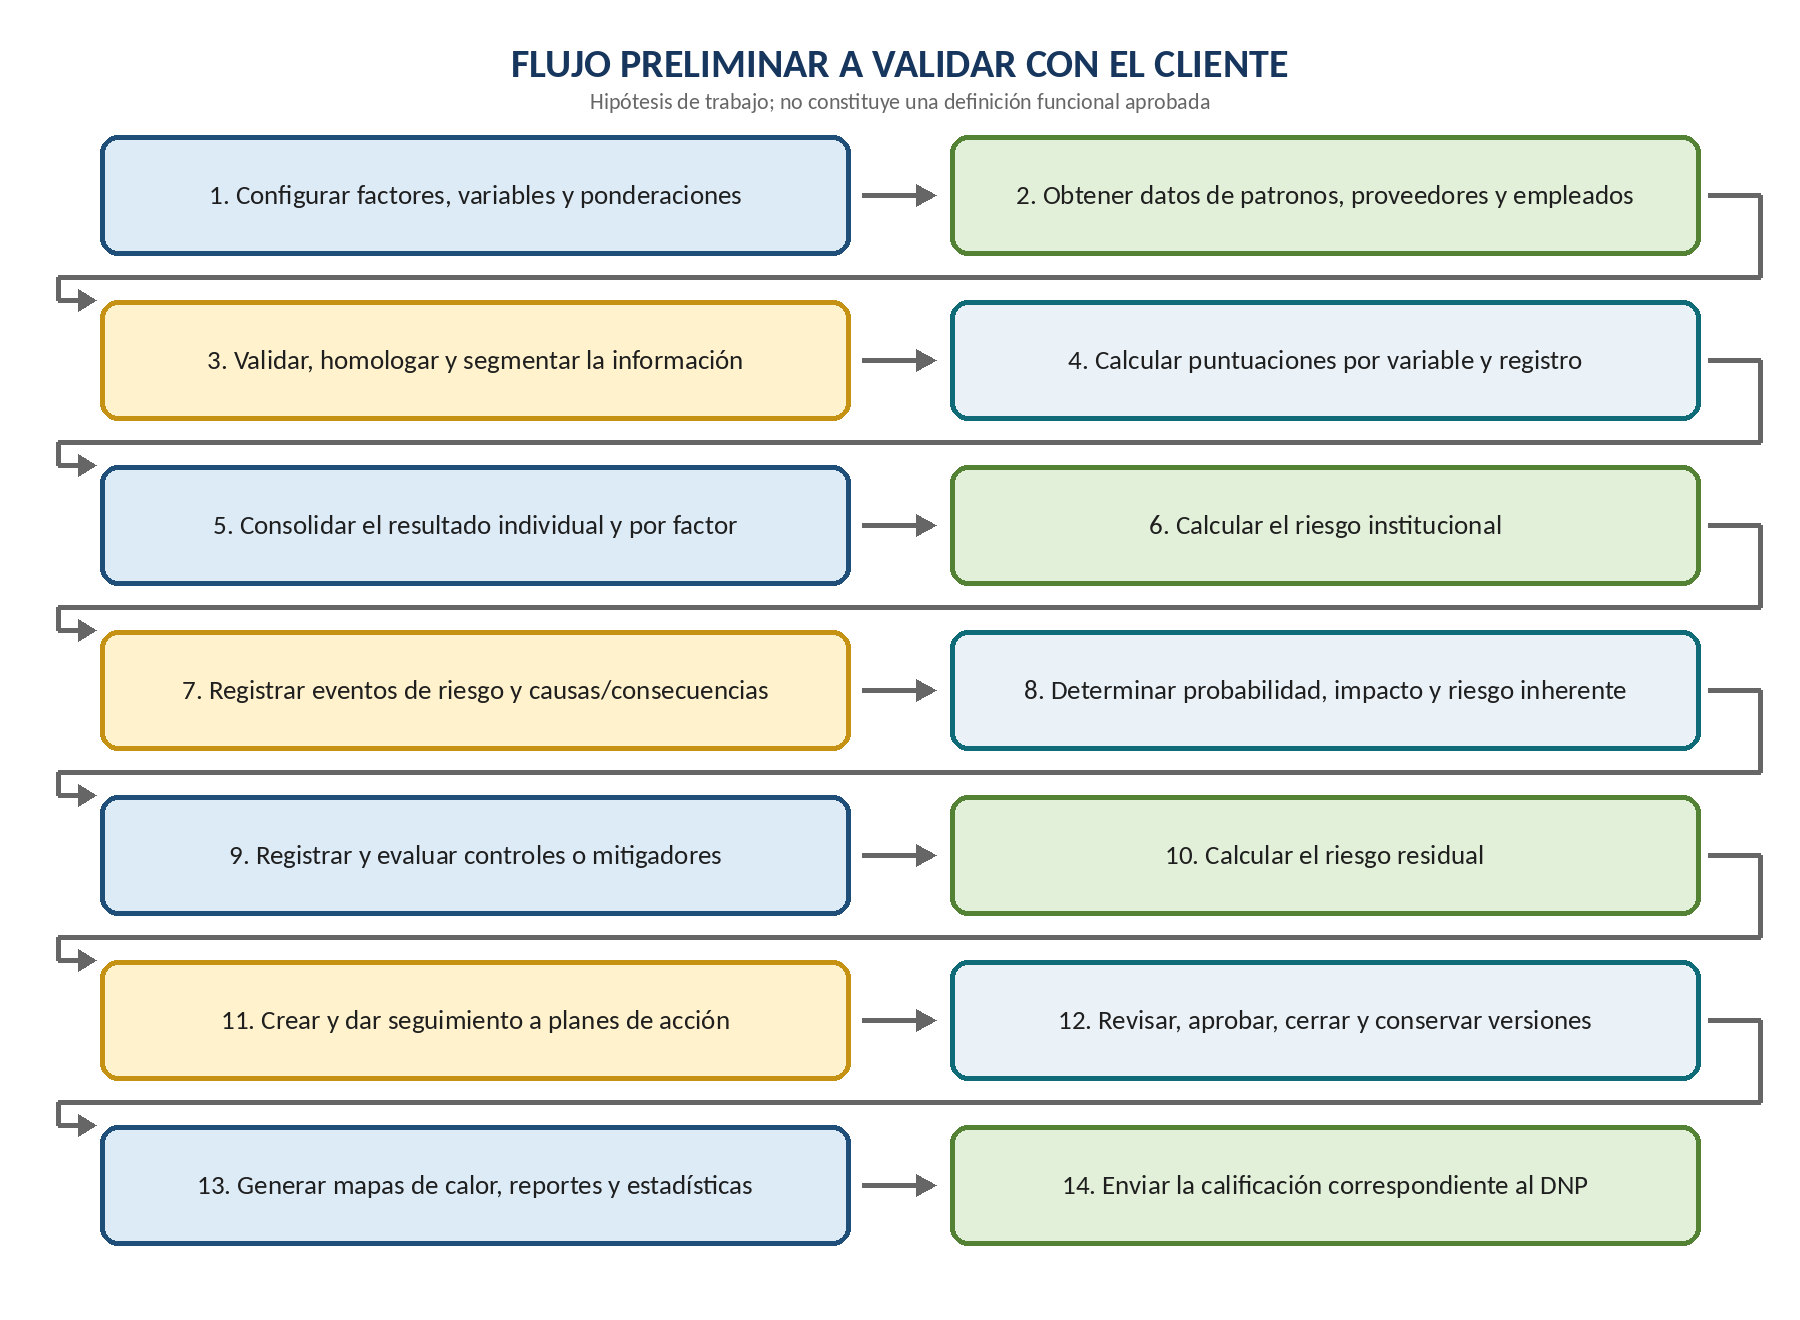 FLUJO PRELIMINAR A VALIDAR CON EL CLIENTE
Hipótesis de trabajo; no constituye una definición funcional aprobada
1. Configurar factores, variables y ponderaciones
2. Obtener datos de patronos, proveedores y empleados
3. Validar, homologar y segmentar la información
4. Calcular puntuaciones por variable y registro
5. Consolidar el resultado individual y por factor
6. Calcular el riesgo institucional
7. Registrar eventos de riesgo y causas/consecuencias
8. Determinar probabilidad, impacto y riesgo inherente
9. Registrar y evaluar controles o mitigadores
10. Calcular el riesgo residual
11. Crear y dar seguimiento a planes de acción
12. Revisar, aprobar, cerrar y conservar versiones
13. Generar mapas de calor, reportes y estadísticas
14. Enviar la calificación correspondiente al DNP